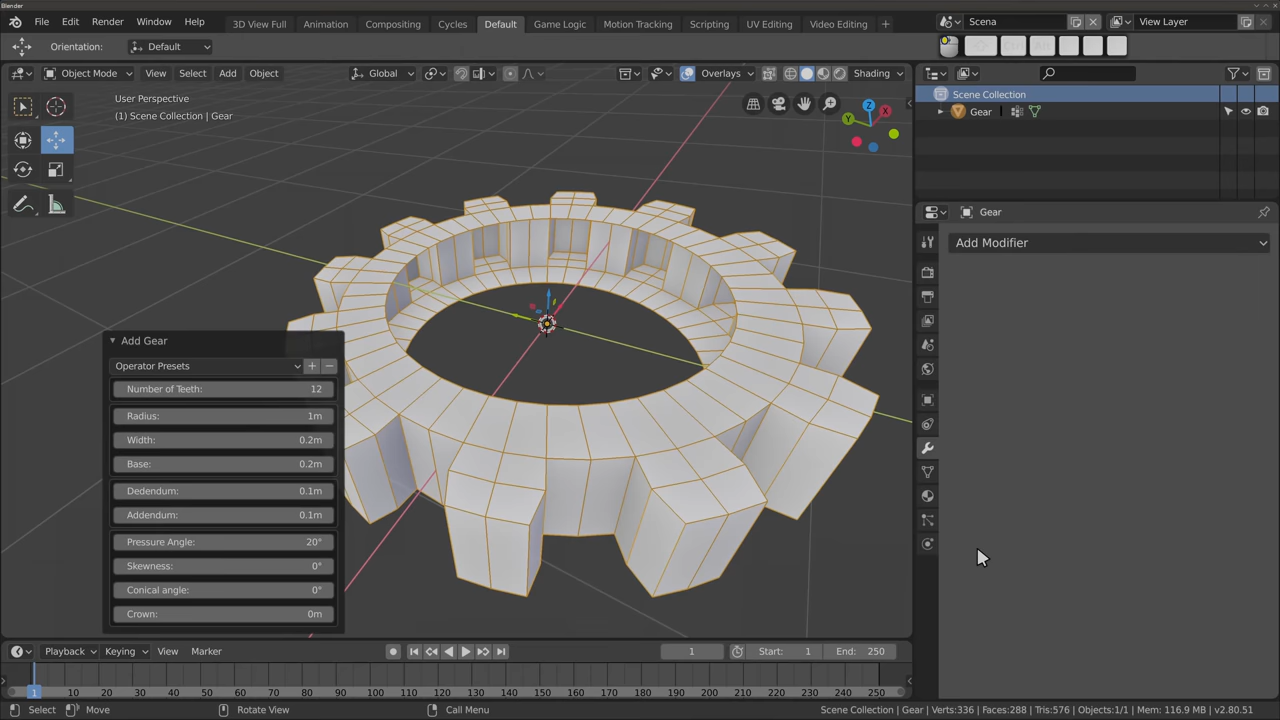 Blender
File Edit Render Window Help
3D View Full Animation Compositing Cycles Default Game Logic Motion Tracking Scripting UV Editing Video Editing +
Scena
View Layer
Orientation: Default
Object Mode View Select Add Object
Global
Overlays
Shading
User Perspective
(1) Scene Collection | Gear
Z
X
Y
Scene Collection
Gear
Gear
Add Modifier
Add Gear
Operator Presets
Number of Teeth: 12
Radius: 1m
Width: 0.2m
Base: 0.2m
Dedendum: 0.1m
Addendum: 0.1m
Pressure Angle: 20°
Skewness: 0°
Conical angle: 0°
Crown: 0m
Playback Keying View Marker
1
Start: 1
End: 250
1 10 20 30 40 50 60 70 80 90 100 110 120 130 140 150 160 170 180 190 200 210 220 230 240 250
Select Move Rotate View Call Menu
Scene Collection | Gear | Verts:336 | Faces:288 | Tris:576 | Objects:1/1 | Mem: 116.9 MB | v2.80.51